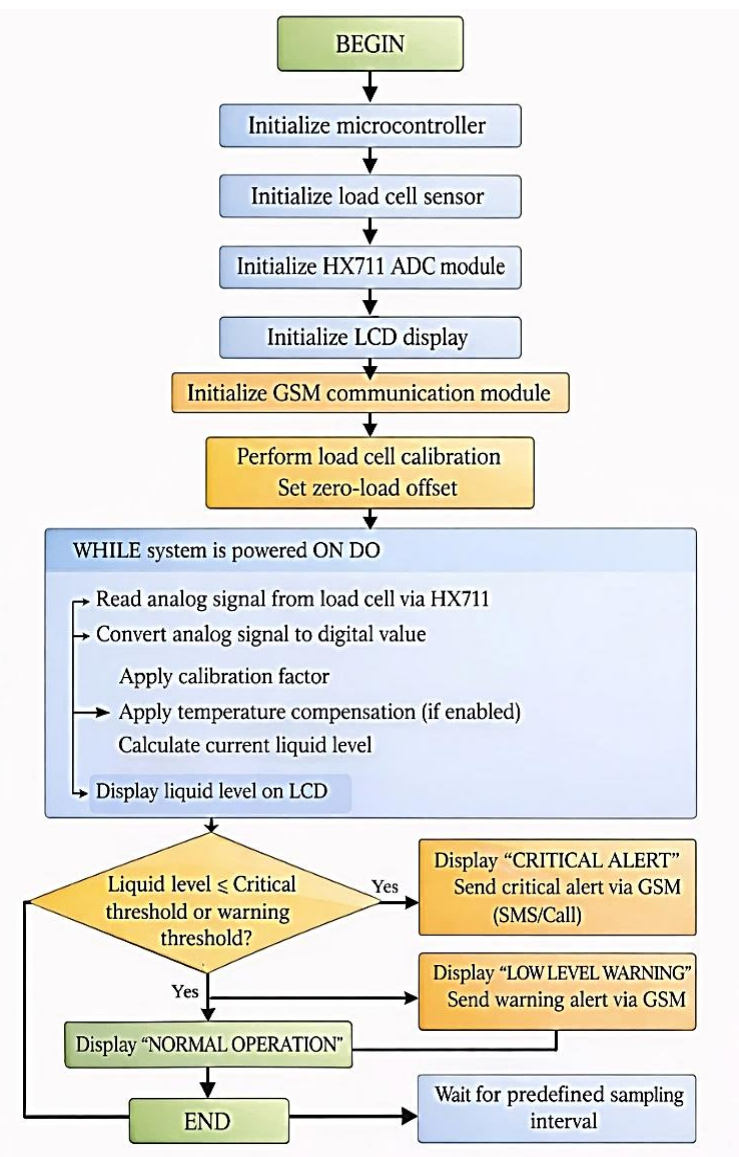 BEGIN
Initialize microcontroller
Initialize load cell sensor
Initialize HX711 ADC module
Initialize LCD display
Initialize GSM communication module
Perform load cell calibration
Set zero-load offset
WHILE system is powered ON DO
Read analog signal from load cell via HX711
Convert analog signal to digital value
Apply calibration factor
Apply temperature compensation (if enabled)
Calculate current liquid level
Display liquid level on LCD
Liquid level ⩽ Critical
threshold or warning
threshold?
Yes
Display “CRITICAL ALERT”
Send critical alert via GSM
(SMS/Call)
Yes
Display “LOW LEVEL WARNING”
Send warning alert via GSM
Display “NORMAL OPERATION”
END
Wait for predefined sampling
interval